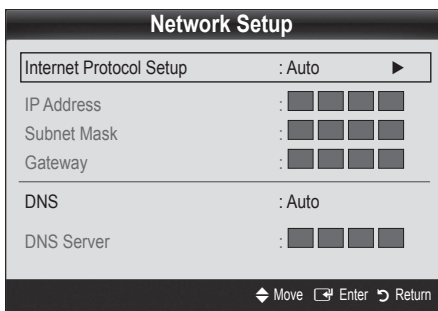 Network Setup
Internet Protocol Setup : Auto ▶
IP Address :
Subnet Mask :
Gateway :
DNS : Auto
DNS Server :
Move Enter Return